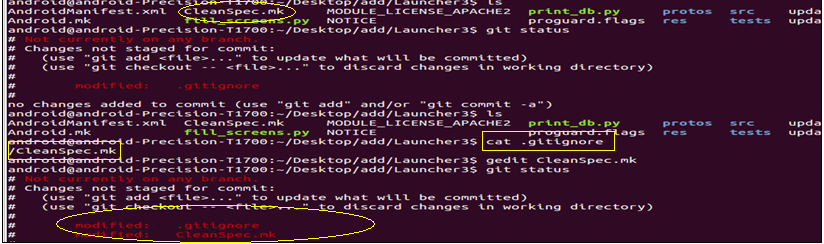 android@android-Precision-T1700:~/Desktop/add/Launcher3$ ls
AndroidManifest.xml CleanSpec.mk MODULE_LICENSE_APACHE2 print_db.py protos src upda
Android.mk fill_screens.py NOTICE proguard.flags res tests upda
android@android-Precision-T1700:~/Desktop/add/Launcher3$ git status
# Not currently on any branch.
# Changes not staged for commit:
#   (use "git add <file>..." to update what will be committed)
#   (use "git checkout -- <file>..." to discard changes in working directory)
#
#       modified:   .gitignore
#
no changes added to commit (use "git add" and/or "git commit -a")
android@android-Precision-T1700:~/Desktop/add/Launcher3$ ls
AndroidManifest.xml CleanSpec.mk MODULE_LICENSE_APACHE2 print_db.py protos src upda
Android.mk fill_screens.py NOTICE proguard.flags res tests upda
android@android-Precision-T1700:~/Desktop/add/Launcher3$ cat .gitignore
/CleanSpec.mk
android@android-Precision-T1700:~/Desktop/add/Launcher3$ gedit CleanSpec.mk
android@android-Precision-T1700:~/Desktop/add/Launcher3$ git status
# Not currently on any branch.
# Changes not staged for commit:
#   (use "git add <file>..." to update what will be committed)
#   (use "git checkout -- <file>..." to discard changes in working directory)
#
#       modified:   .gitignore
#       modified:   CleanSpec.mk